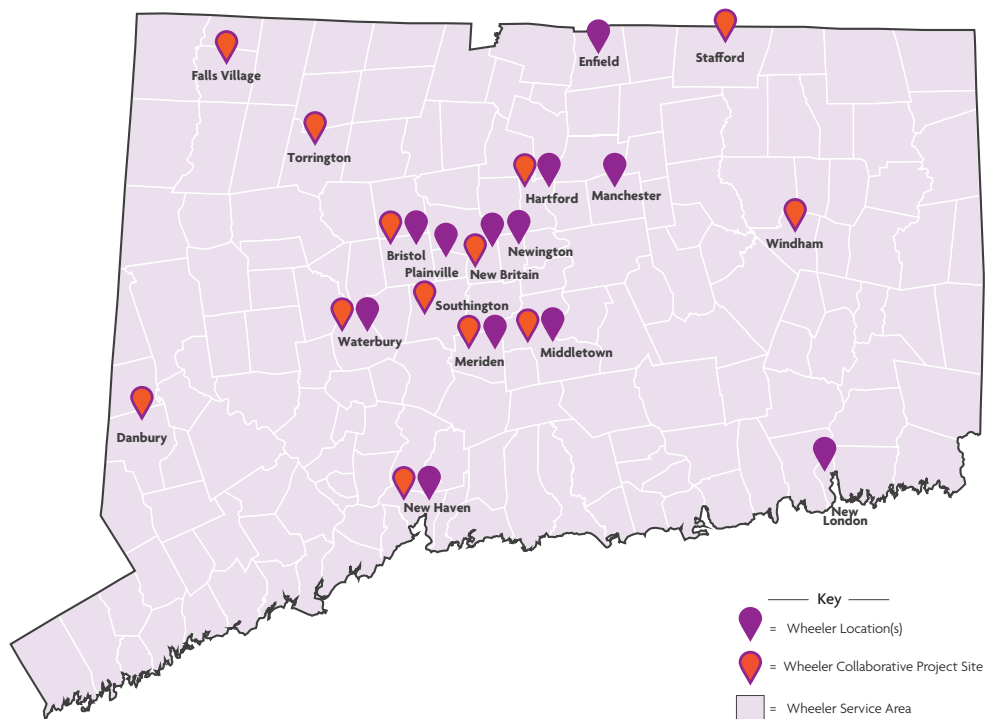 Enfield
Stafford
Falls Village
Torrington
Hartford
Manchester
Windham
Bristol
Newington
Plainville
New Britain
Southington
Waterbury
Middletown
Meriden
Danbury
New Haven
New
London
Key
= Wheeler Location(s)
= Wheeler Collaborative Project Site
= Wheeler Service Area